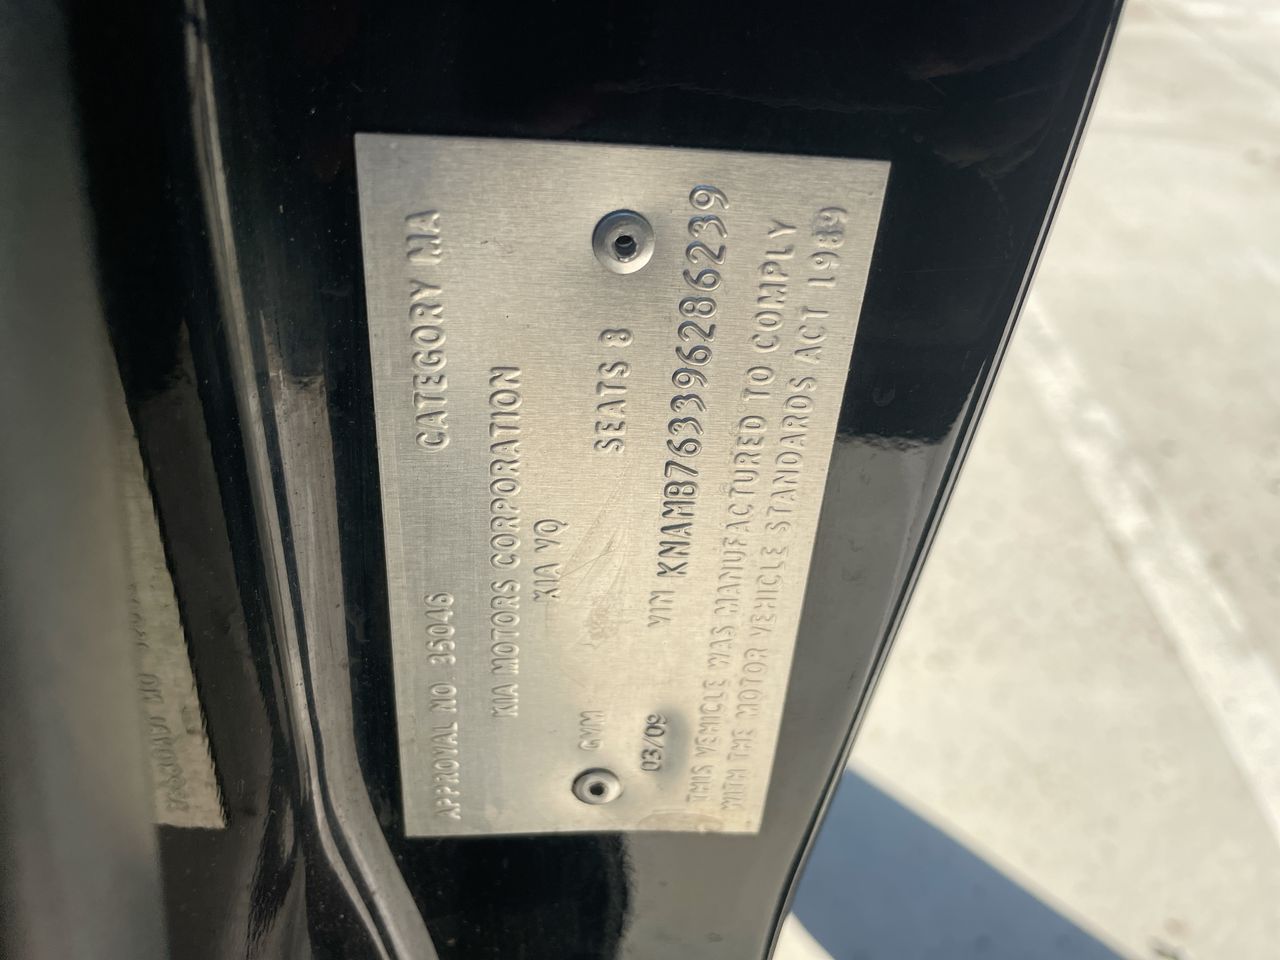 APPROVAL NO. 35046 CATEGORY MA
KIA MOTORS CORPORATION
KIA VQ
GVM SEATS 8
03/09 VIN KNAMB763396286239
THIS VEHICLE WAS MANUFACTURED TO COMPLY
WITH THE MOTOR VEHICLE STANDARDS ACT 1989